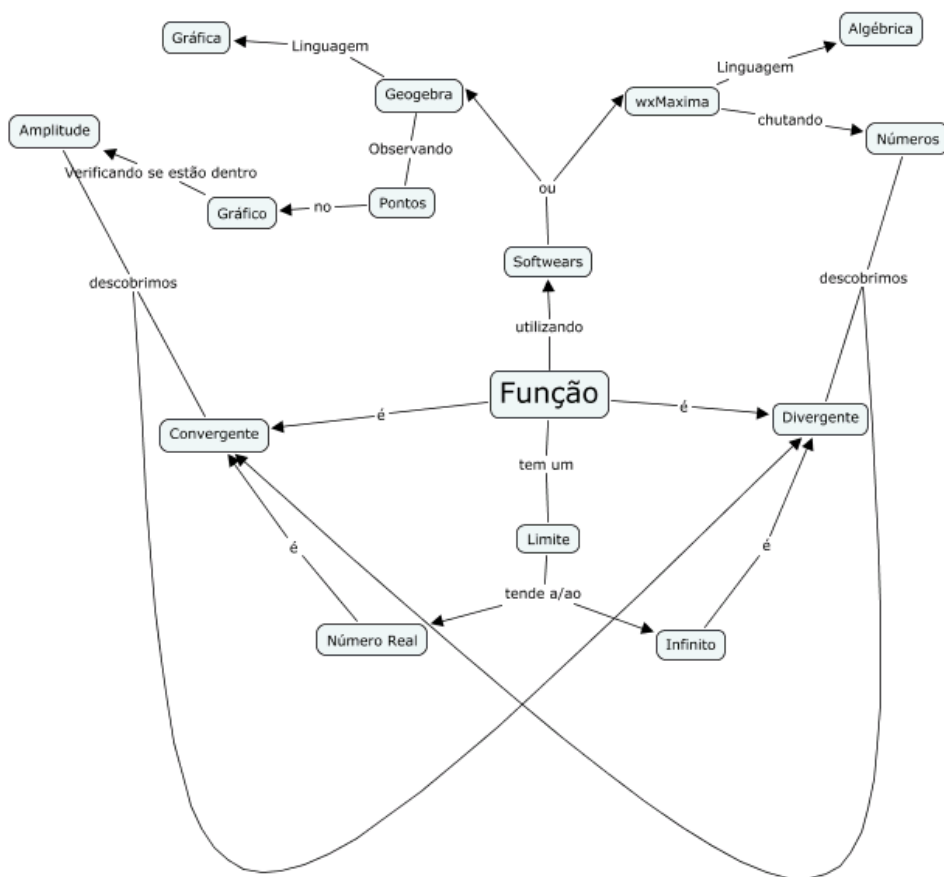 Gráfica
Linguagem
Algébrica
Geogebra
Linguagem
wxMaxima
chutando
Números
Amplitude
Observando
Verificando se estão dentro
Gráfico
no
Pontos
ou
Softwears
descobrimos
descobrimos
utilizando
Função
é
é
Convergente
Divergente
tem um
Limite
é
é
tende a/ao
Número Real
Infinito